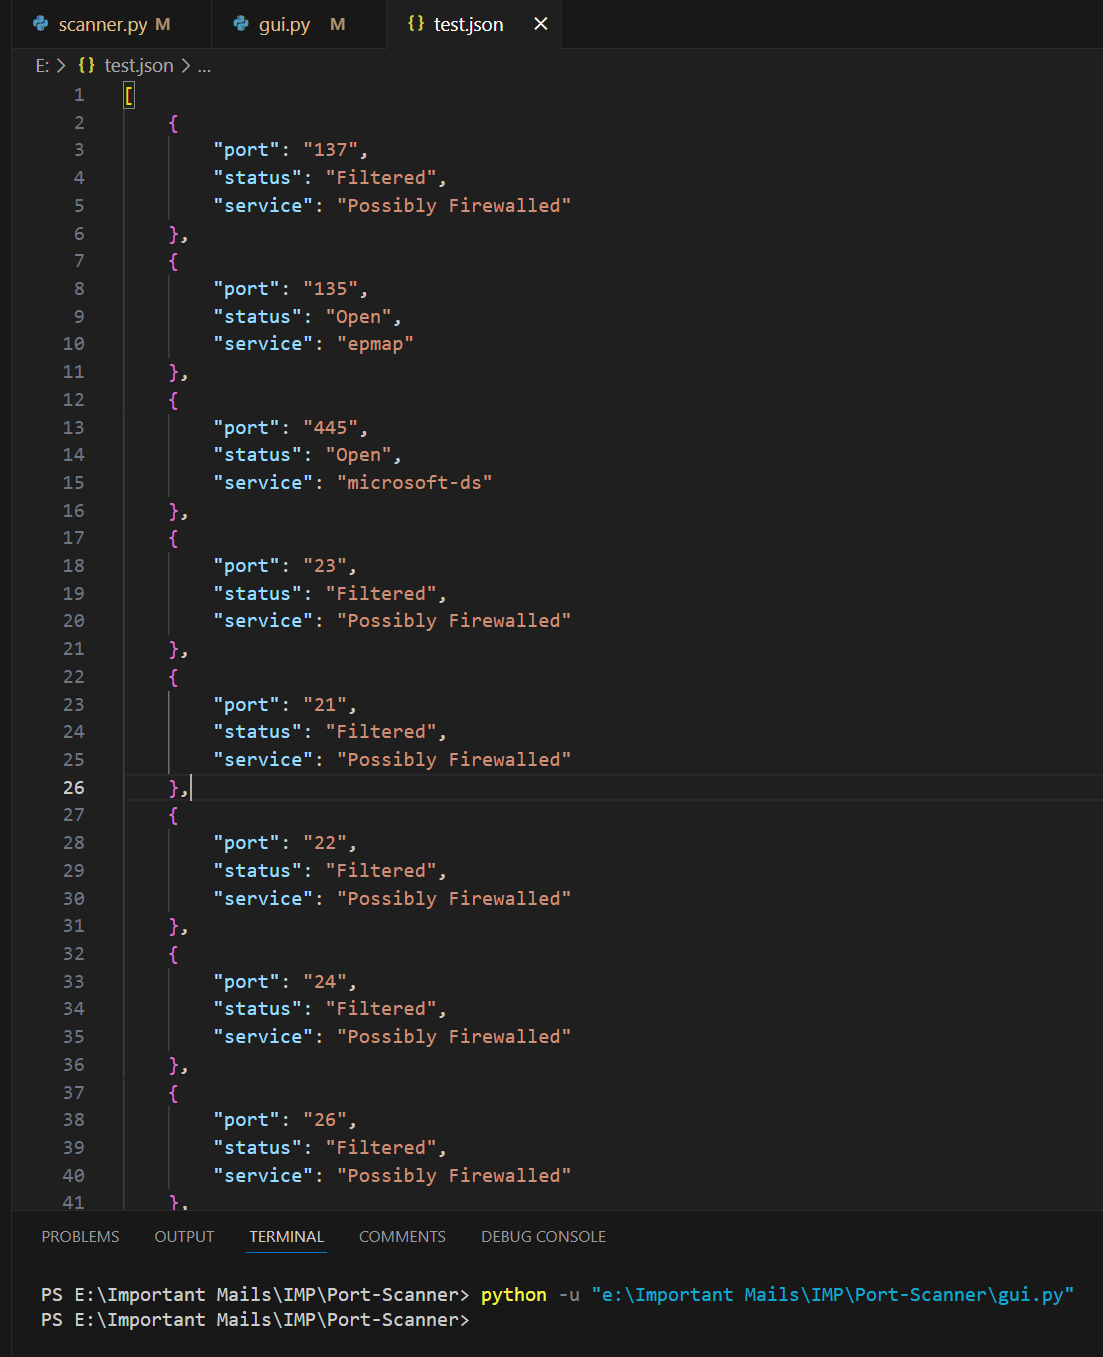 scanner.py M gui.py M {} test.json ×
E: > {} test.json > ...
1 [
2 {
3 "port": "137",
4 "status": "Filtered",
5 "service": "Possibly Firewalled"
6 },
7 {
8 "port": "135",
9 "status": "Open",
10 "service": "epmap"
11 },
12 {
13 "port": "445",
14 "status": "Open",
15 "service": "microsoft-ds"
16 },
17 {
18 "port": "23",
19 "status": "Filtered",
20 "service": "Possibly Firewalled"
21 },
22 {
23 "port": "21",
24 "status": "Filtered",
25 "service": "Possibly Firewalled"
26 },
27 {
28 "port": "22",
29 "status": "Filtered",
30 "service": "Possibly Firewalled"
31 },
32 {
33 "port": "24",
34 "status": "Filtered",
35 "service": "Possibly Firewalled"
36 },
37 {
38 "port": "26",
39 "status": "Filtered",
40 "service": "Possibly Firewalled"
41 },
PROBLEMS OUTPUT TERMINAL COMMENTS DEBUG CONSOLE
PS E:\Important Mails\IMP\Port-Scanner> python -u "e:\Important Mails\IMP\Port-Scanner\gui.py"
PS E:\Important Mails\IMP\Port-Scanner>